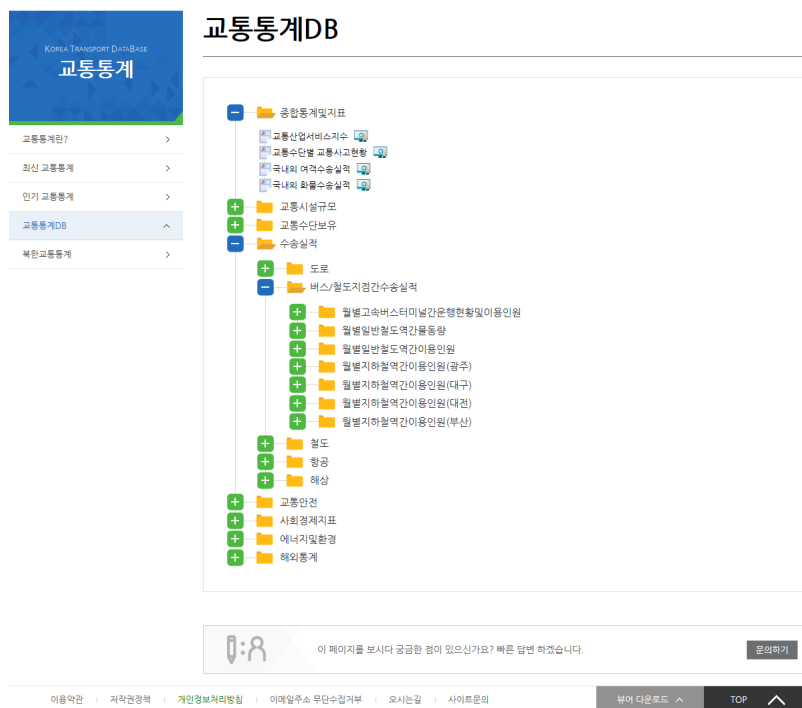 KOREA TRANSPORT DATABASE
교통통계
교통통계란?
최신 교통통계
인기 교통통계
교통통계DB
북한교통통계
교통통계DB
종합통계및지표
교통산업서비스지수
교통수단별 교통사고현황
국내외 여객수송실적
국내외 화물수송실적
교통시설규모
교통수단보유
수송실적
도로
버스/철도지점간수송실적
월별고속버스터미널간운행현황및이용인원
월별일반철도역간물동량
월별일반철도역간이용인원
월별지하철역간이용인원(광주)
월별지하철역간이용인원(대구)
월별지하철역간이용인원(대전)
월별지하철역간이용인원(부산)
철도
항공
해상
교통안전
사회경제지표
에너지및환경
해외통계
이 페이지를 보시다 궁금한 점이 있으신가요? 빠른 답변 하겠습니다.
문의하기
이용약관 저작권정책 개인정보처리방침 이메일주소 무단수집거부 오시는길 사이트문의
뷰어 다운로드 TOP